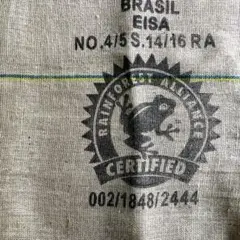 BRASIL
EISA
NO.4/5 S.14/16 RA
RAINFOREST ALLIANCE
CERTIFIED
002/1848/2444